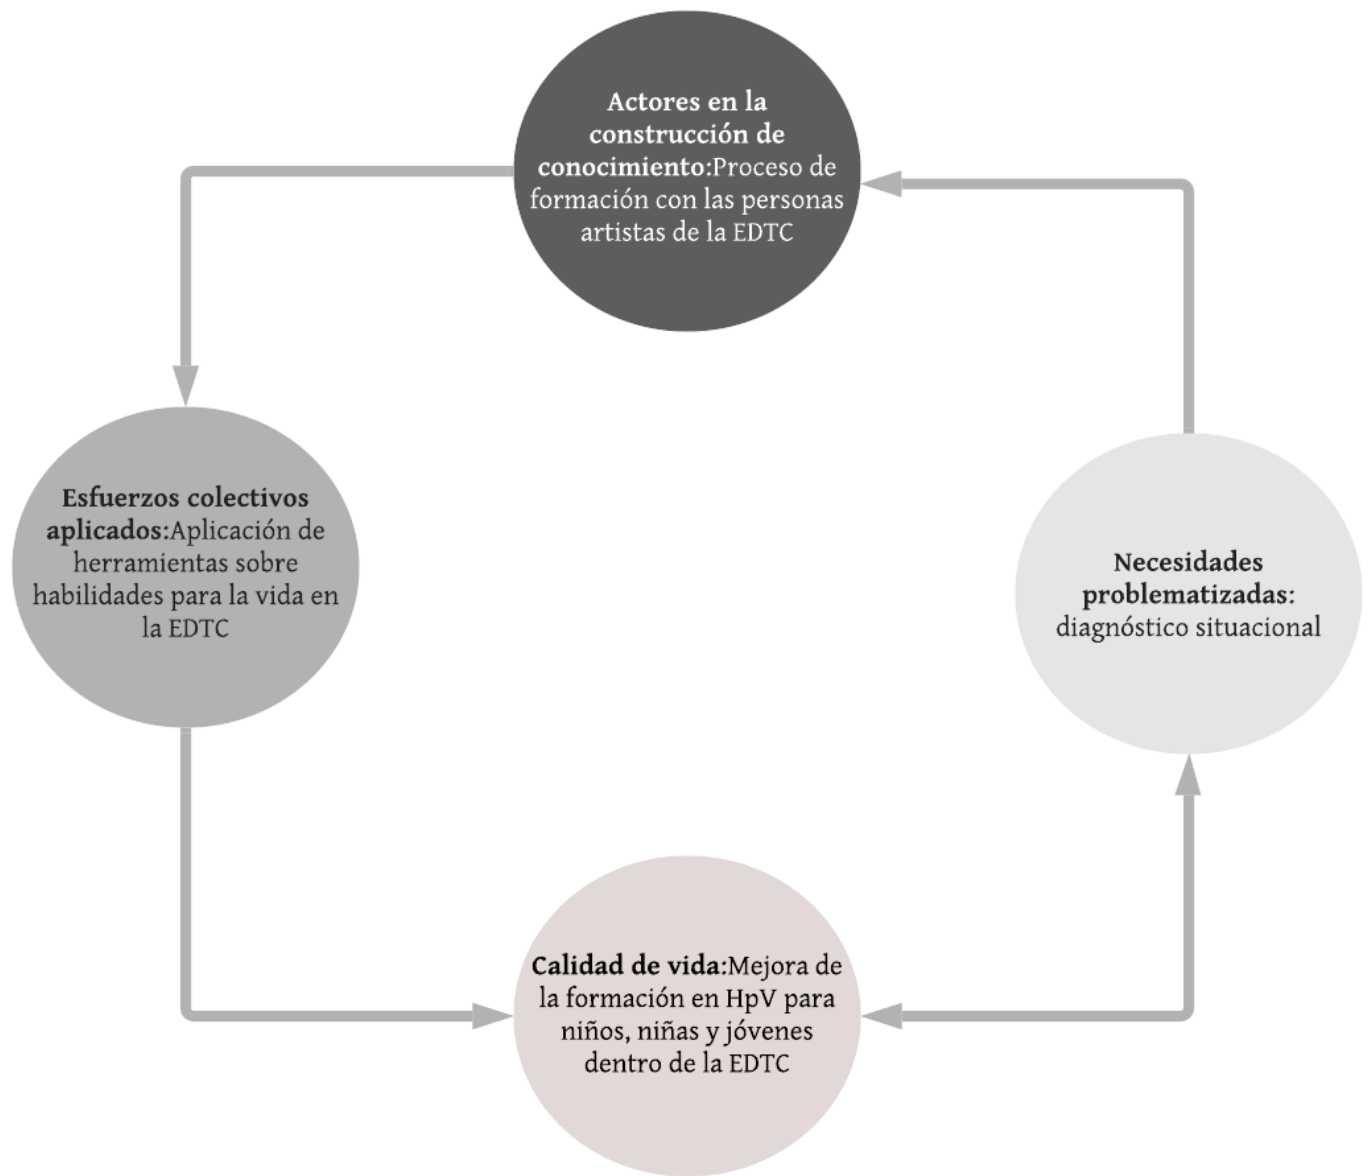 Actores en la
construcción de
conocimiento:Proceso de
formación con las personas
artistas de la EDTC
Esfuerzos colectivos
aplicados:Aplicación de
herramientas sobre
habilidades para la vida en
la EDTC
Necesidades
problematizadas:
diagnóstico situacional
Calidad de vida:Mejora de
la formación en HpV para
niños, niñas y jóvenes
dentro de la EDTC